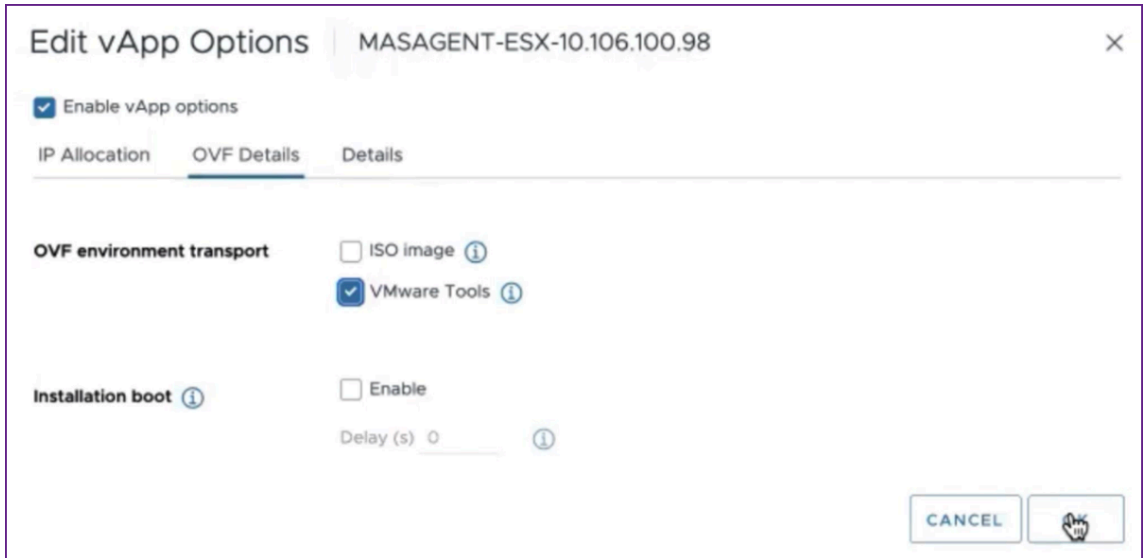 Edit vApp Options MASAGENT-ESX-10.106.100.98
Enable vApp options
IP Allocation OVF Details Details
OVF environment transport ISO image
VMware Tools
Installation boot Enable
Delay (s) 0
CANCEL